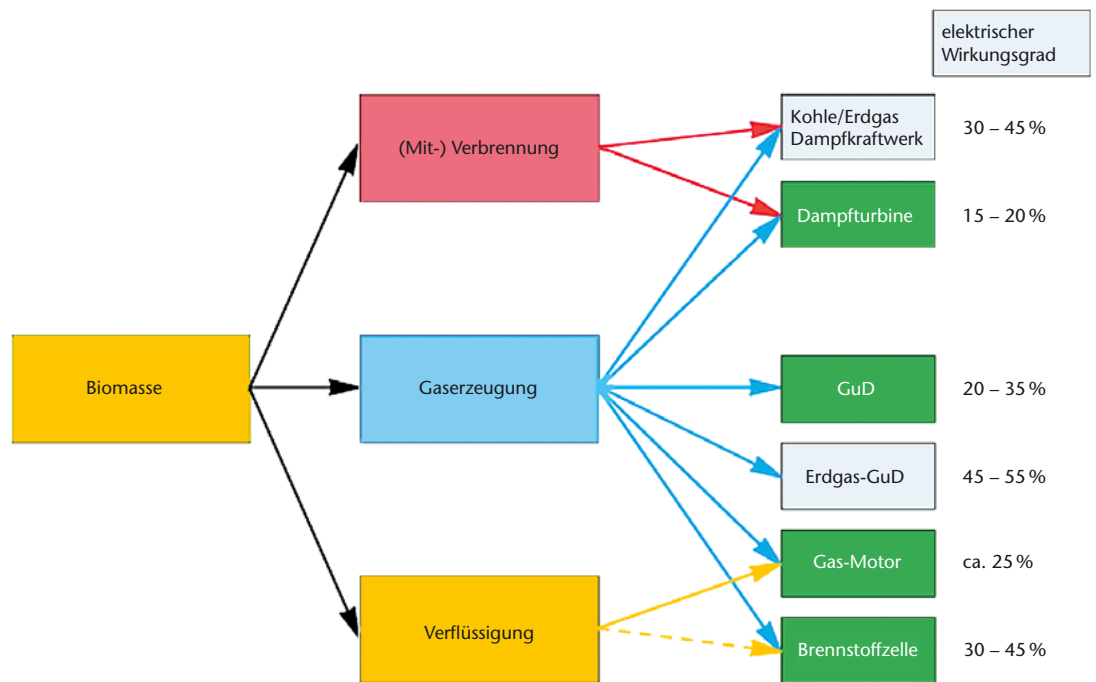 elektrischer
Wirkungsgrad
(Mit-) Verbrennung
Kohle/Erdgas
Dampfkraftwerk
30 – 45 %
Dampfturbine
15 – 20 %
Biomasse
Gaserzeugung
GuD
20 – 35 %
Erdgas-GuD
45 – 55 %
Gas-Motor
ca. 25 %
Verflüssigung
Brennstoffzelle
30 – 45 %